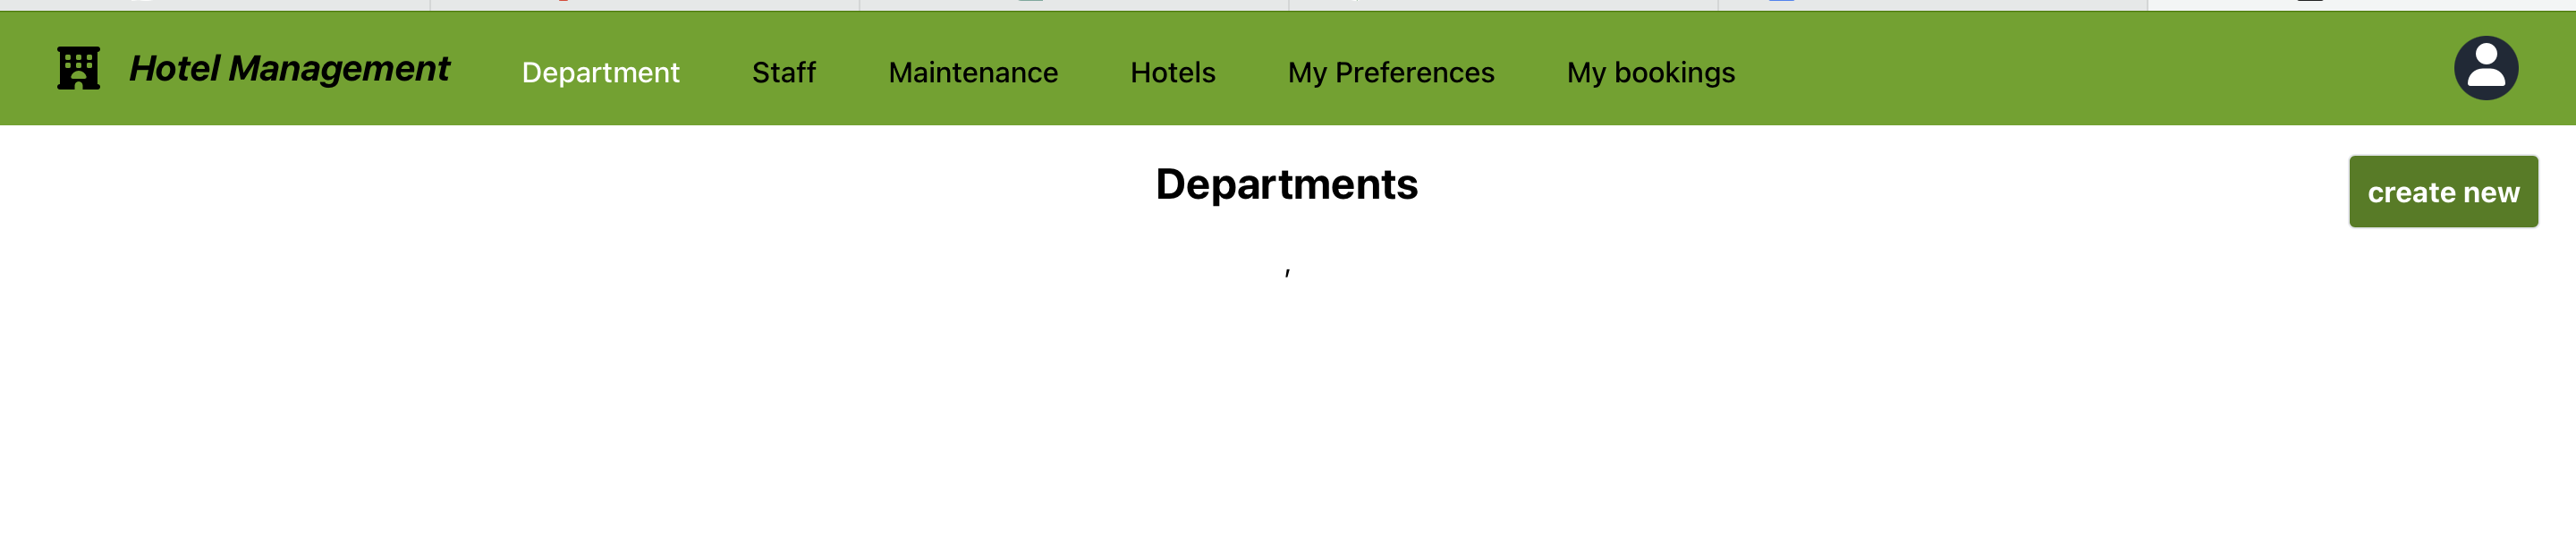 Hotel Management Department Staff Maintenance Hotels My Preferences My bookings
Departments
create new
,